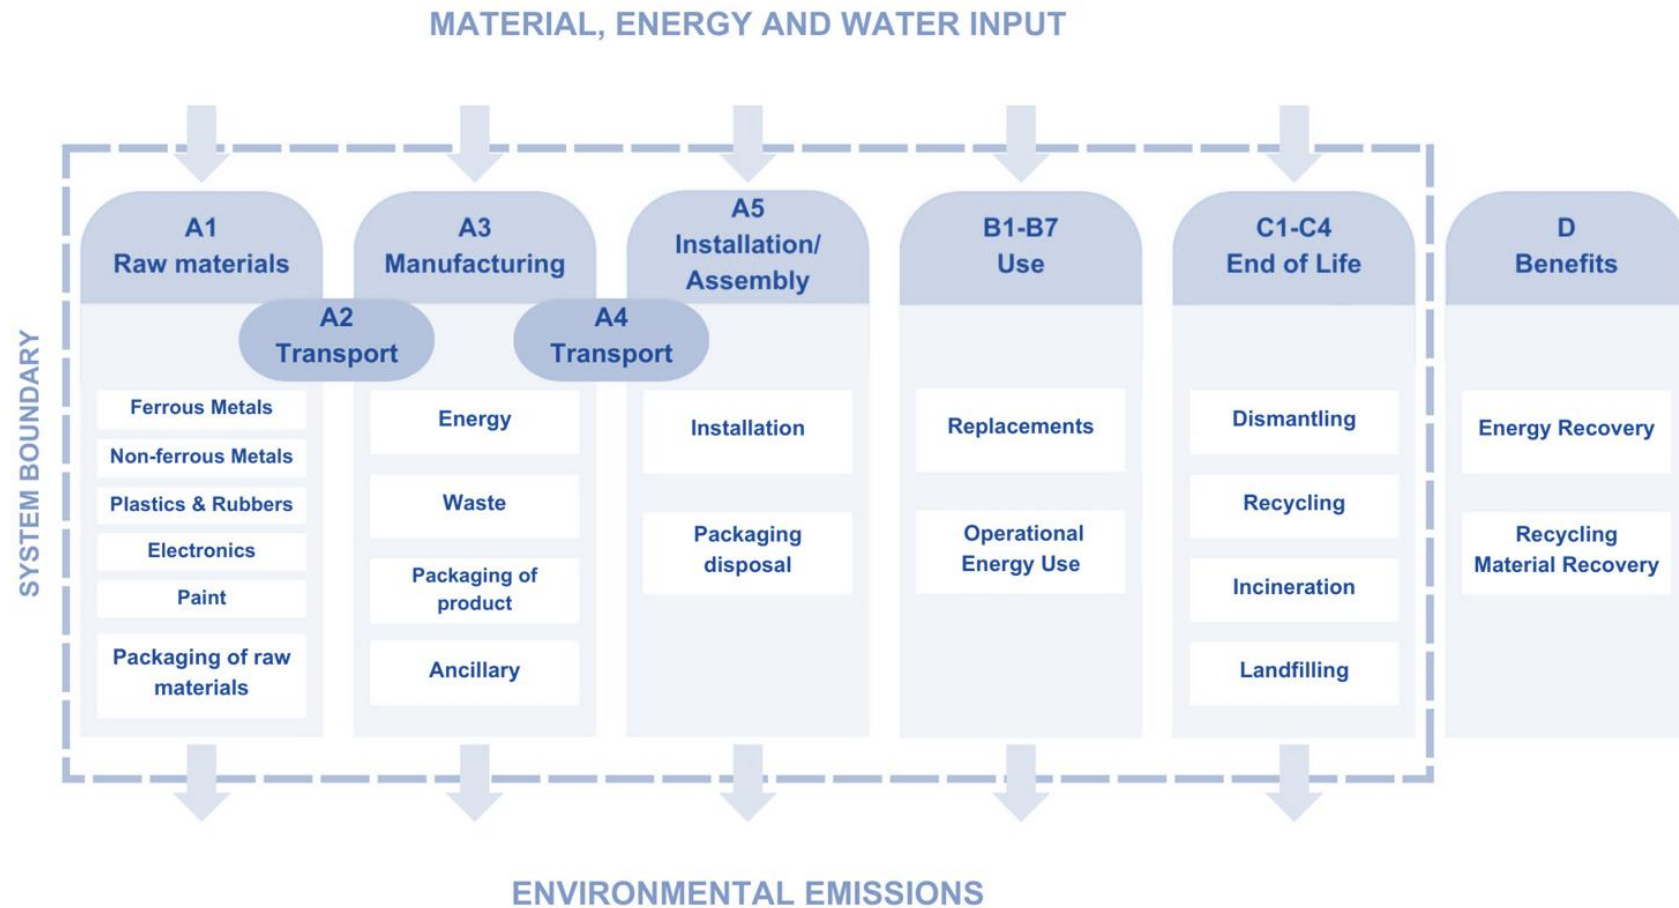 MATERIAL, ENERGY AND WATER INPUT
SYSTEM BOUNDARY
A1
Raw materials
A2
Transport
A3
Manufacturing
A4
Transport
A5
Installation/
Assembly
B1-B7
Use
C1-C4
End of Life
D
Benefits
Ferrous Metals
Non-ferrous Metals
Plastics & Rubbers
Electronics
Paint
Packaging of raw
materials
Energy
Waste
Packaging of
product
Ancillary
Installation
Packaging
disposal
Replacements
Operational
Energy Use
Dismantling
Recycling
Incineration
Landfilling
Energy Recovery
Recycling
Material Recovery
ENVIRONMENTAL EMISSIONS